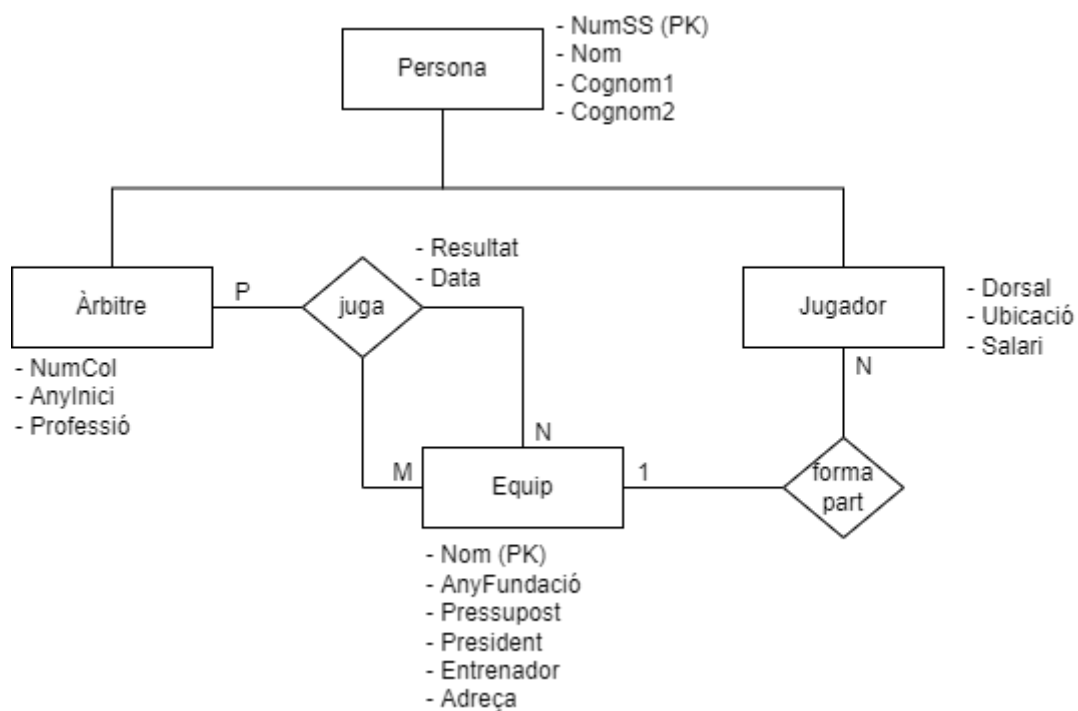 Persona
- NumSS (PK)
- Nom
- Cognom1
- Cognom2
Àrbitre
- NumCol
- AnyInici
- Professió
P
juga
- Resultat
- Data
Jugador
- Dorsal
- Ubicació
- Salari
N
M
N
Equip
1
forma
part
- Nom (PK)
- AnyFundació
- Pressupost
- President
- Entrenador
- Adreça